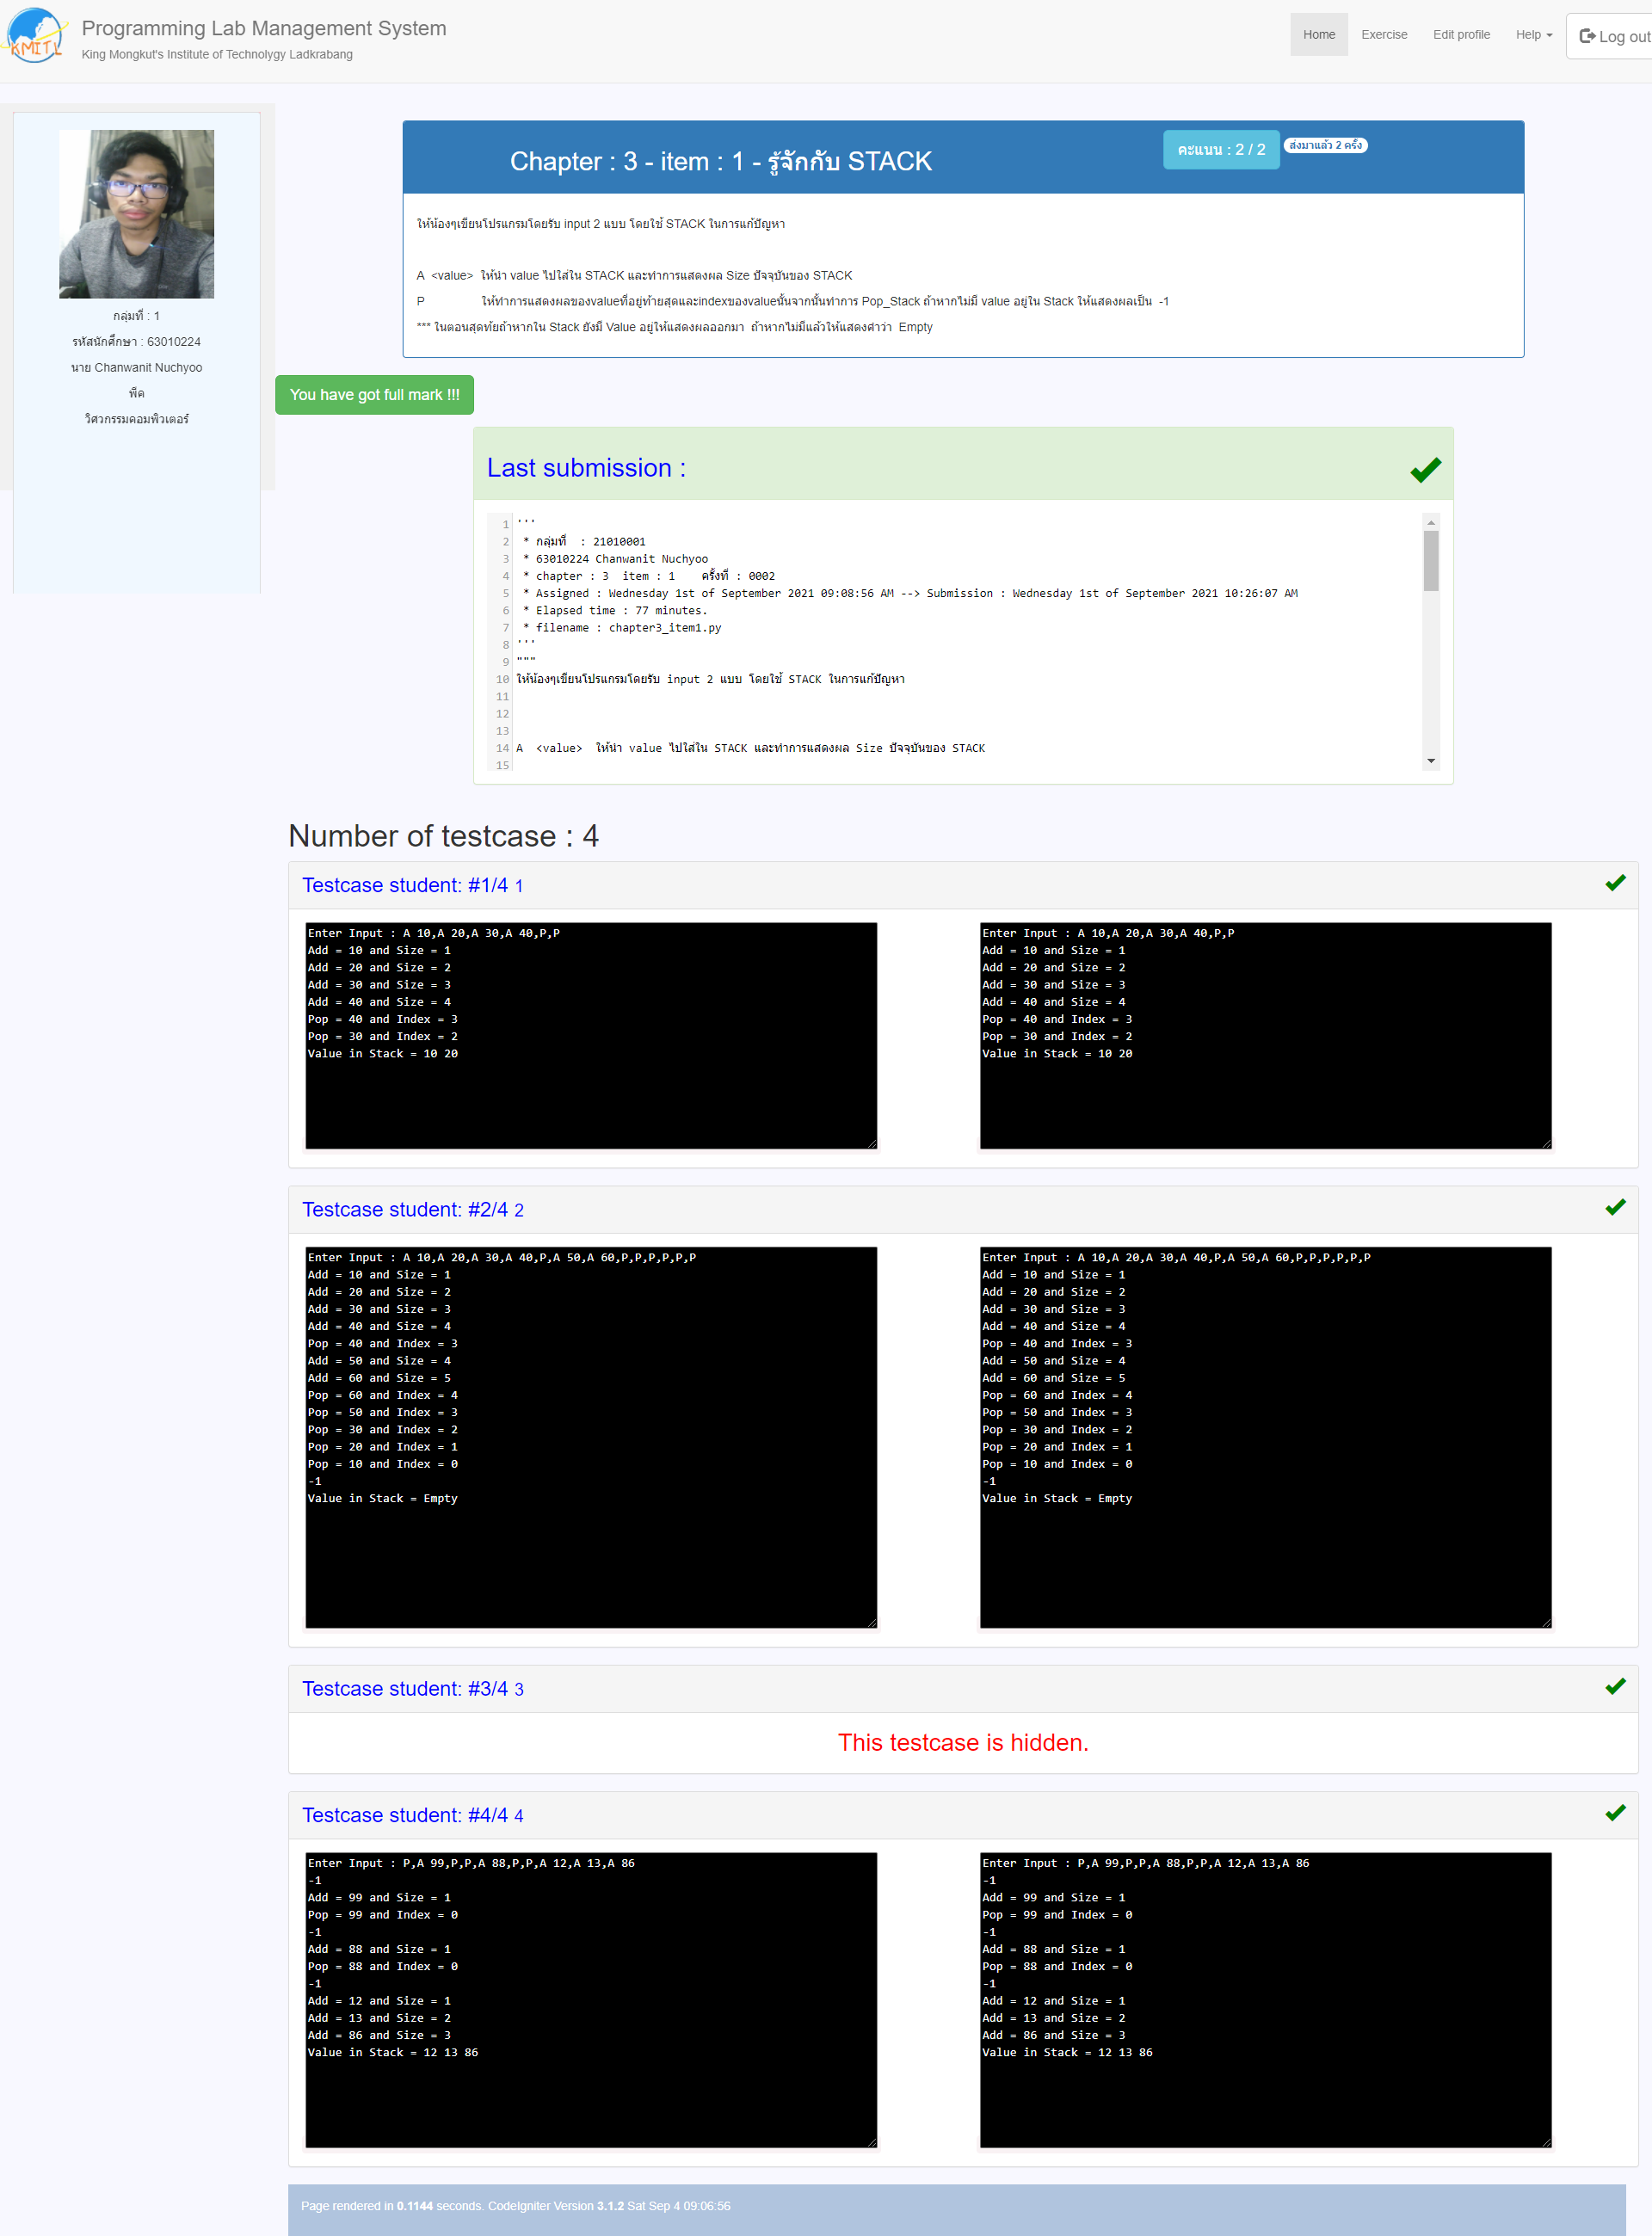 KMITL
Programming Lab Management System
King Mongkut's Institute of Technolygy Ladkrabang
Home
Exercise
Edit profile
Help
Log out
กลุ่มที่ : 1
รหัสนักศึกษา : 63010224
นาย Chanwanit Nuchyoo
พีค
วิศวกรรมคอมพิวเตอร์
Chapter : 3 - item : 1 - รู้จักกับ STACK
คะแนน : 2 / 2
ส่งมาแล้ว 2 ครั้ง
ให้น้องๆเขียนโปรแกรมโดยรับ input 2 แบบ โดยใช้ STACK ในการแก้ปัญหา
A <value> ให้นำ value ไปใส่ใน STACK และทำการแสดงผล Size ปัจจุบันของ STACK
P ให้ทำการแสดงผลของvalueที่อยู่ท้ายสุดและindexของvalueนั้นจากนั้นทำการ Pop_Stack ถ้าหากไม่มี value อยู่ใน Stack ให้แสดงผลเป็น -1
*** ในตอนสุดทัยถ้าหากใน Stack ยังมี Value อยู่ให้แสดงผลออกมา ถ้าหากไม่มีแล้วให้แสดงคำว่า Empty
You have got full mark !!!
Last submission :
1 '''
2 * กลุ่มที่ : 21010001
3 * 63010224 Chanwanit Nuchyoo
4 * chapter : 3 item : 1 ครั้งที่ : 0002
5 * Assigned : Wednesday 1st of September 2021 09:08:56 AM --> Submission : Wednesday 1st of September 2021 10:26:07 AM
6 * Elapsed time : 77 minutes.
7 * filename : chapter3_item1.py
8 '''
9 """
10 ให้น้องๆเขียนโปรแกรมโดยรับ input 2 แบบ โดยใช้ STACK ในการแก้ปัญหา
11
12
13
14 A <value> ให้นำ value ไปใส่ใน STACK และทำการแสดงผล Size ปัจจุบันของ STACK
15
Number of testcase : 4
Testcase student: #1/4 1
Enter Input : A 10,A 20,A 30,A 40,P,P
Add = 10 and Size = 1
Add = 20 and Size = 2
Add = 30 and Size = 3
Add = 40 and Size = 4
Pop = 40 and Index = 3
Pop = 30 and Index = 2
Value in Stack = 10 20
Enter Input : A 10,A 20,A 30,A 40,P,P
Add = 10 and Size = 1
Add = 20 and Size = 2
Add = 30 and Size = 3
Add = 40 and Size = 4
Pop = 40 and Index = 3
Pop = 30 and Index = 2
Value in Stack = 10 20
Testcase student: #2/4 2
Enter Input : A 10,A 20,A 30,A 40,P,A 50,A 60,P,P,P,P,P,P
Add = 10 and Size = 1
Add = 20 and Size = 2
Add = 30 and Size = 3
Add = 40 and Size = 4
Pop = 40 and Index = 3
Add = 50 and Size = 4
Add = 60 and Size = 5
Pop = 60 and Index = 4
Pop = 50 and Index = 3
Pop = 30 and Index = 2
Pop = 20 and Index = 1
Pop = 10 and Index = 0
-1
Value in Stack = Empty
Enter Input : A 10,A 20,A 30,A 40,P,A 50,A 60,P,P,P,P,P,P
Add = 10 and Size = 1
Add = 20 and Size = 2
Add = 30 and Size = 3
Add = 40 and Size = 4
Pop = 40 and Index = 3
Add = 50 and Size = 4
Add = 60 and Size = 5
Pop = 60 and Index = 4
Pop = 50 and Index = 3
Pop = 30 and Index = 2
Pop = 20 and Index = 1
Pop = 10 and Index = 0
-1
Value in Stack = Empty
Testcase student: #3/4 3
This testcase is hidden.
Testcase student: #4/4 4
Enter Input : P,A 99,P,P,A 88,P,P,A 12,A 13,A 86
-1
Add = 99 and Size = 1
Pop = 99 and Index = 0
-1
Add = 88 and Size = 1
Pop = 88 and Index = 0
-1
Add = 12 and Size = 1
Add = 13 and Size = 2
Add = 86 and Size = 3
Value in Stack = 12 13 86
Enter Input : P,A 99,P,P,A 88,P,P,A 12,A 13,A 86
-1
Add = 99 and Size = 1
Pop = 99 and Index = 0
-1
Add = 88 and Size = 1
Pop = 88 and Index = 0
-1
Add = 12 and Size = 1
Add = 13 and Size = 2
Add = 86 and Size = 3
Value in Stack = 12 13 86
Page rendered in 0.1144 seconds. CodeIgniter Version 3.1.2 Sat Sep 4 09:06:56